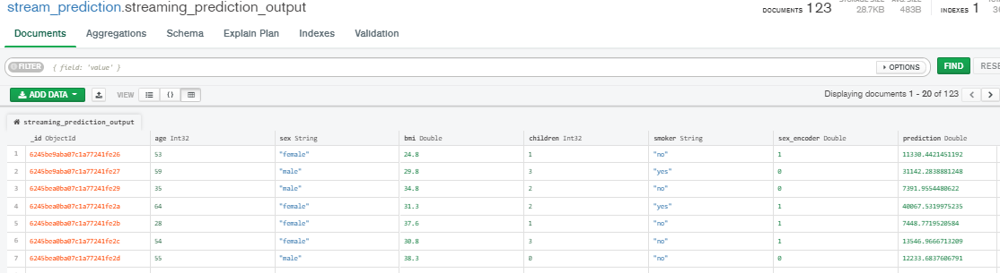 stream_prediction.streaming_prediction_output
DOCUMENTS 123 STORAGE SIZE 28.7KB AVG. SIZE 483B INDEXES 1
Documents Aggregations Schema Explain Plan Indexes Validation
FILTER { field: 'value' } OPTIONS FIND RESE
ADD DATA VIEW {} Displaying documents 1 - 20 of 123 < >
streaming_prediction_output
_id ObjectId age Int32 sex String bmi Double children Int32 smoker String sex_encoder Double prediction Double
1 6245be9aba07c1a77241fe26 53 "female" 24.8 1 "no" 1 11330.4421451192
2 6245be9aba07c1a77241fe27 59 "male" 29.8 3 "yes" 0 31142.2838881248
3 6245bea0ba07c1a77241fe29 35 "male" 34.8 2 "no" 0 7391.9554480622
4 6245bea0ba07c1a77241fe2a 64 "female" 31.3 2 "yes" 1 40067.5319975235
5 6245bea0ba07c1a77241fe2b 28 "female" 37.6 1 "no" 1 7448.7719520584
6 6245bea0ba07c1a77241fe2c 54 "female" 30.8 3 "no" 1 13546.9666713209
7 6245bea0ba07c1a77241fe2d 55 "male" 38.3 0 "no" 0 12233.6837606791